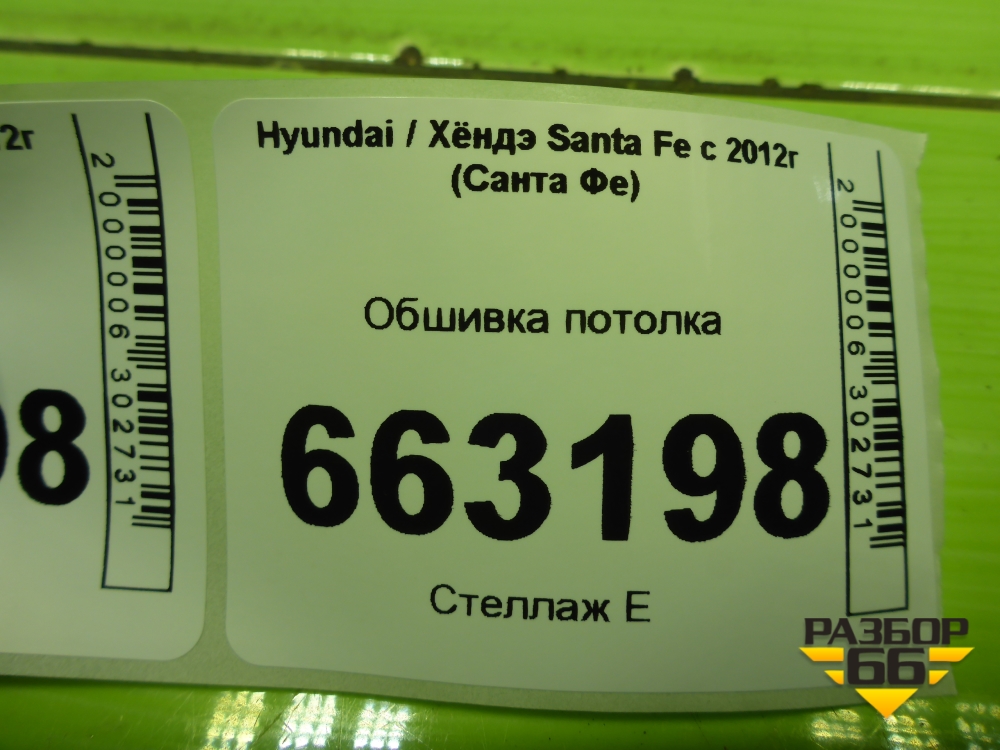 2г
2000006302731
98
Hyundai / Хёндэ Santa Fe с 2012г
(Санта Фе)
Обшивка потолка
663198
Стеллаж Е
2000006302731
РАЗБОР
66